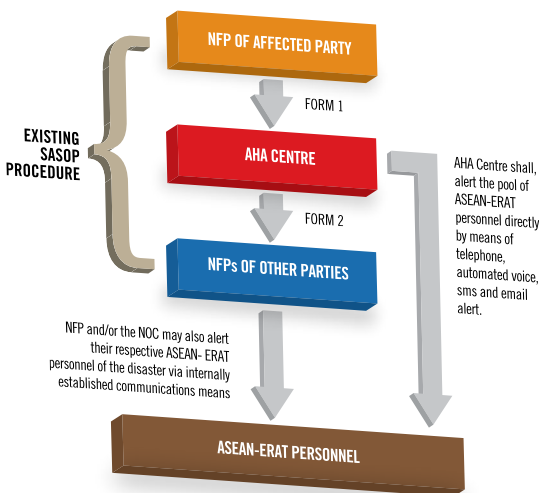 NFP OF AFFECTED PARTY
FORM 1
EXISTING
SASOP
PROCEDURE
AHA CENTRE
AHA Centre shall,
alert the pool of
ASEAN-ERAT
personnel directly
by means of
telephone,
automated voice,
sms and email
alert.
FORM 2
NFPs OF OTHER PARTIES
NFP and/or the NOC may also alert
their respective ASEAN- ERAT
personnel of the disaster via internally
established communications means
ASEAN-ERAT PERSONNEL